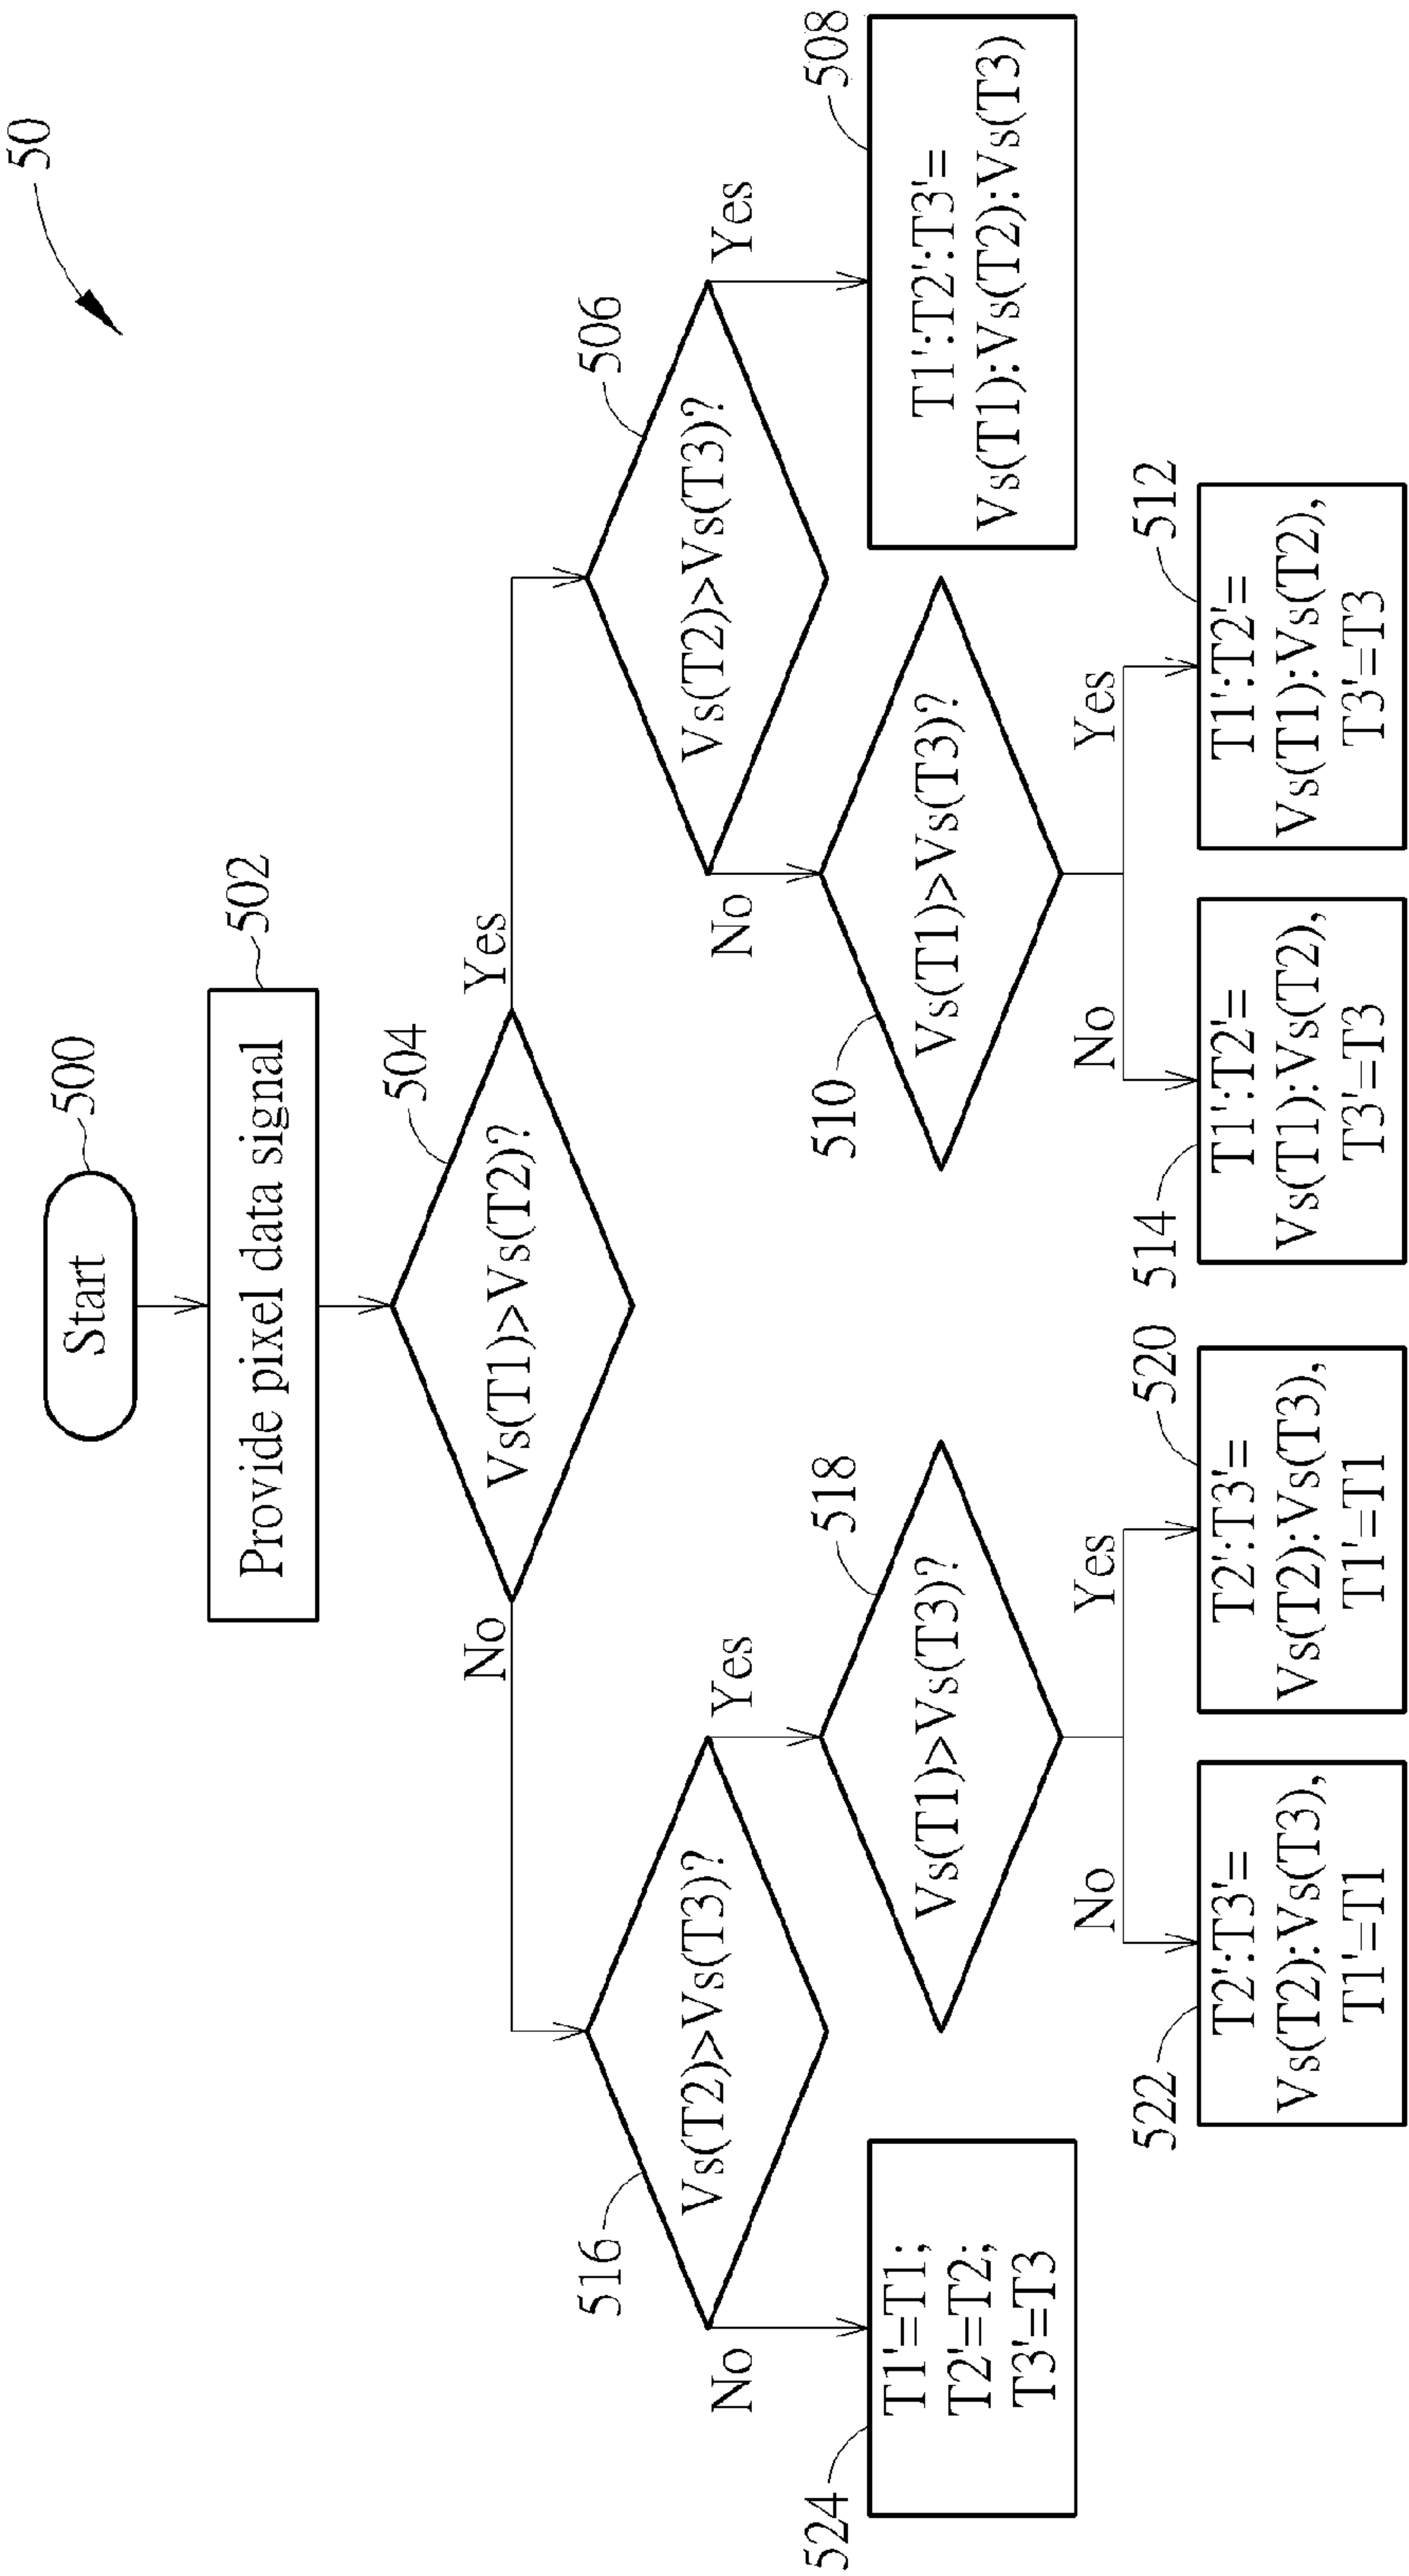 50
Start
500
Provide pixel data signal
502
Vs(T1)>Vs(T2)?
504
No
Yes
Vs(T2)>Vs(T3)?
516
Vs(T2)>Vs(T3)?
506
No
Yes
No
Yes
T1'=T1;
T2'=T2;
T3'=T3
524
Vs(T1)>Vs(T3)?
518
Vs(T1)>Vs(T3)?
510
T1':T2':T3'=
Vs(T1):Vs(T2):Vs(T3)
508
No
Yes
No
Yes
522
T2':T3'=
Vs(T2):Vs(T3),
T1'=T1
520
T2':T3'=
Vs(T2):Vs(T3),
T1'=T1
514
T1':T2'=
Vs(T1):Vs(T2),
T3'=T3
512
T1':T2'=
Vs(T1):Vs(T2),
T3'=T3